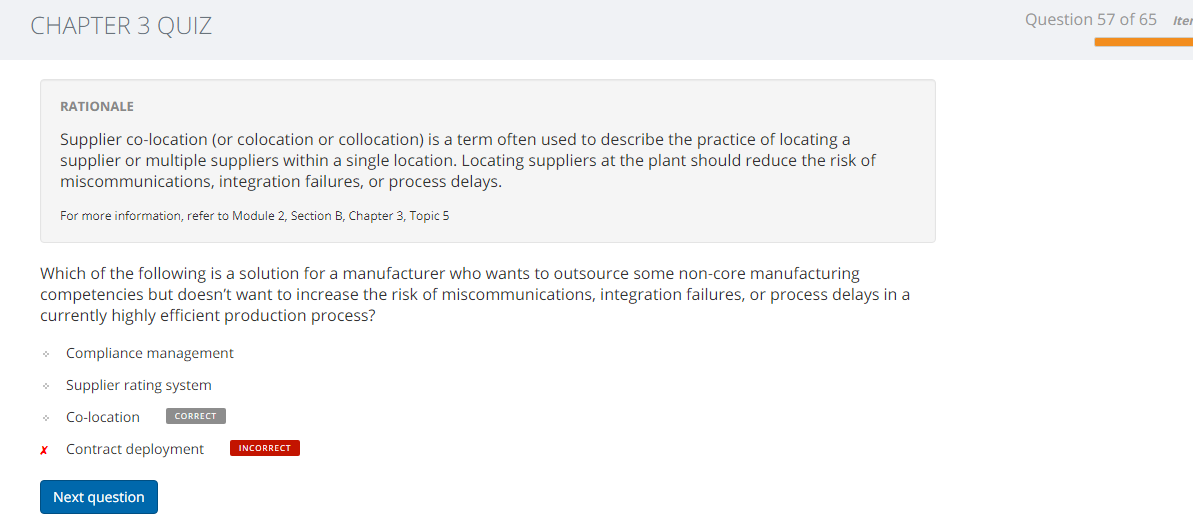 CHAPTER 3 QUIZ
Question 57 of 65
RATIONALE
Supplier co-location (or colocation or collocation) is a term often used to describe the practice of locating a
supplier or multiple suppliers within a single location. Locating suppliers at the plant should reduce the risk of
miscommunications, integration failures, or process delays.
For more information, refer to Module 2, Section B, Chapter 3, Topic 5
Which of the following is a solution for a manufacturer who wants to outsource some non-core manufacturing
competencies but doesn't want to increase the risk of miscommunications, integration failures, or process delays in a
currently highly efficient production process?
Compliance management
Supplier rating system
Co-location CORRECT
✗ Contract deployment INCORRECT
Next question